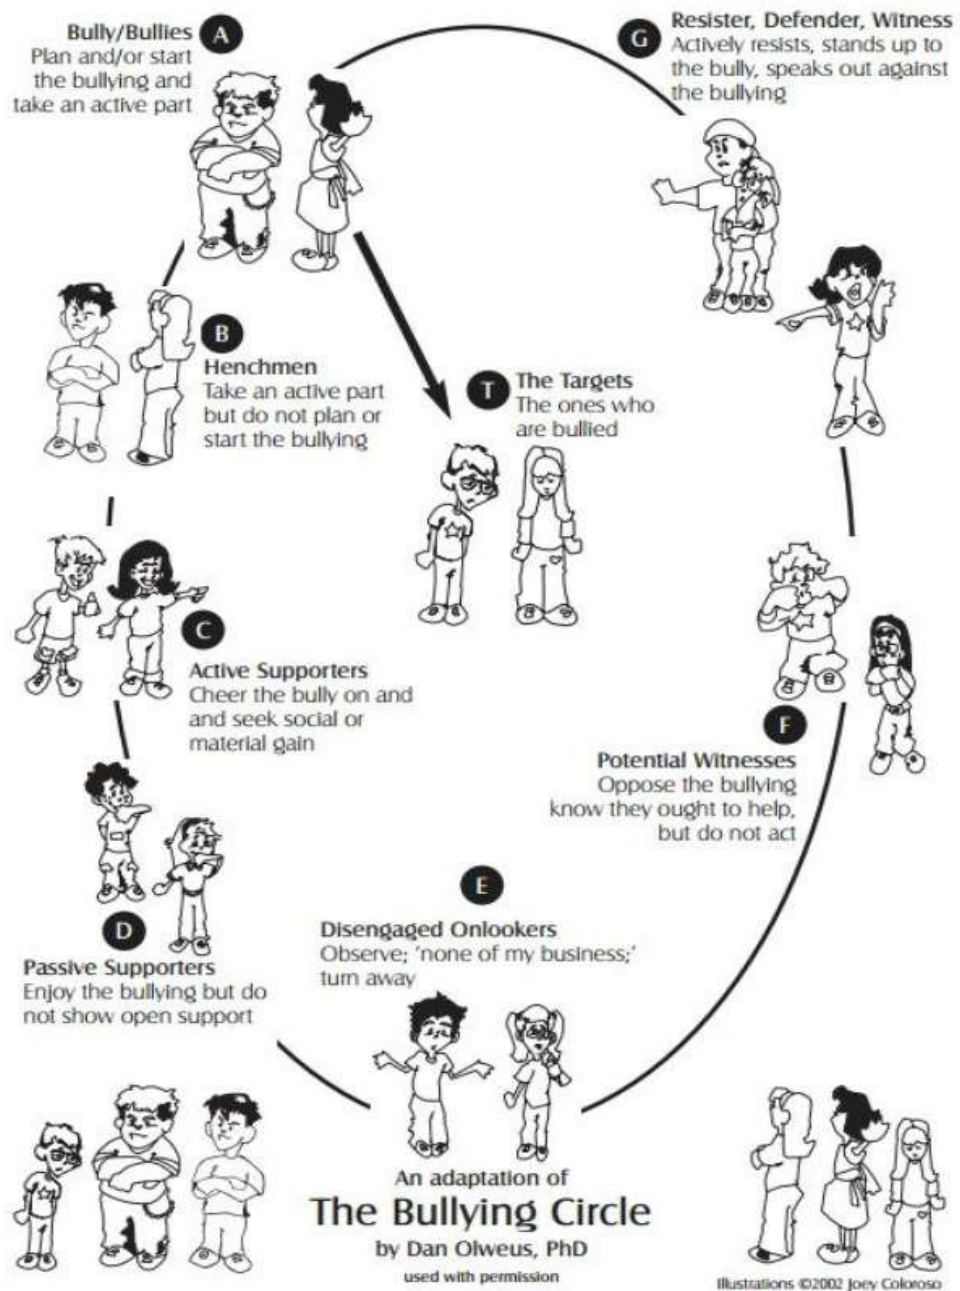 A
Bully/Bullies
Plan and/or start
the bullying and
take an active part
G
Resister, Defender, Witness
Actively resists, stands up to
the bully, speaks out against
the bullying
B
Henchmen
Take an active part
but do not plan or
start the bullying
T
The Targets
The ones who
are bullied
C
Active Supporters
Cheer the bully on and
and seek social or
material gain
F
Potential Witnesses
Oppose the bullying
know they ought to help,
but do not act
D
Passive Supporters
Enjoy the bullying but do
not show open support
E
Disengaged Onlookers
Observe; 'none of my business;'
turn away
An adaptation of
The Bullying Circle
by Dan Olweus, PhD
used with permission
Illustrations ©2002 Joey Coloroso